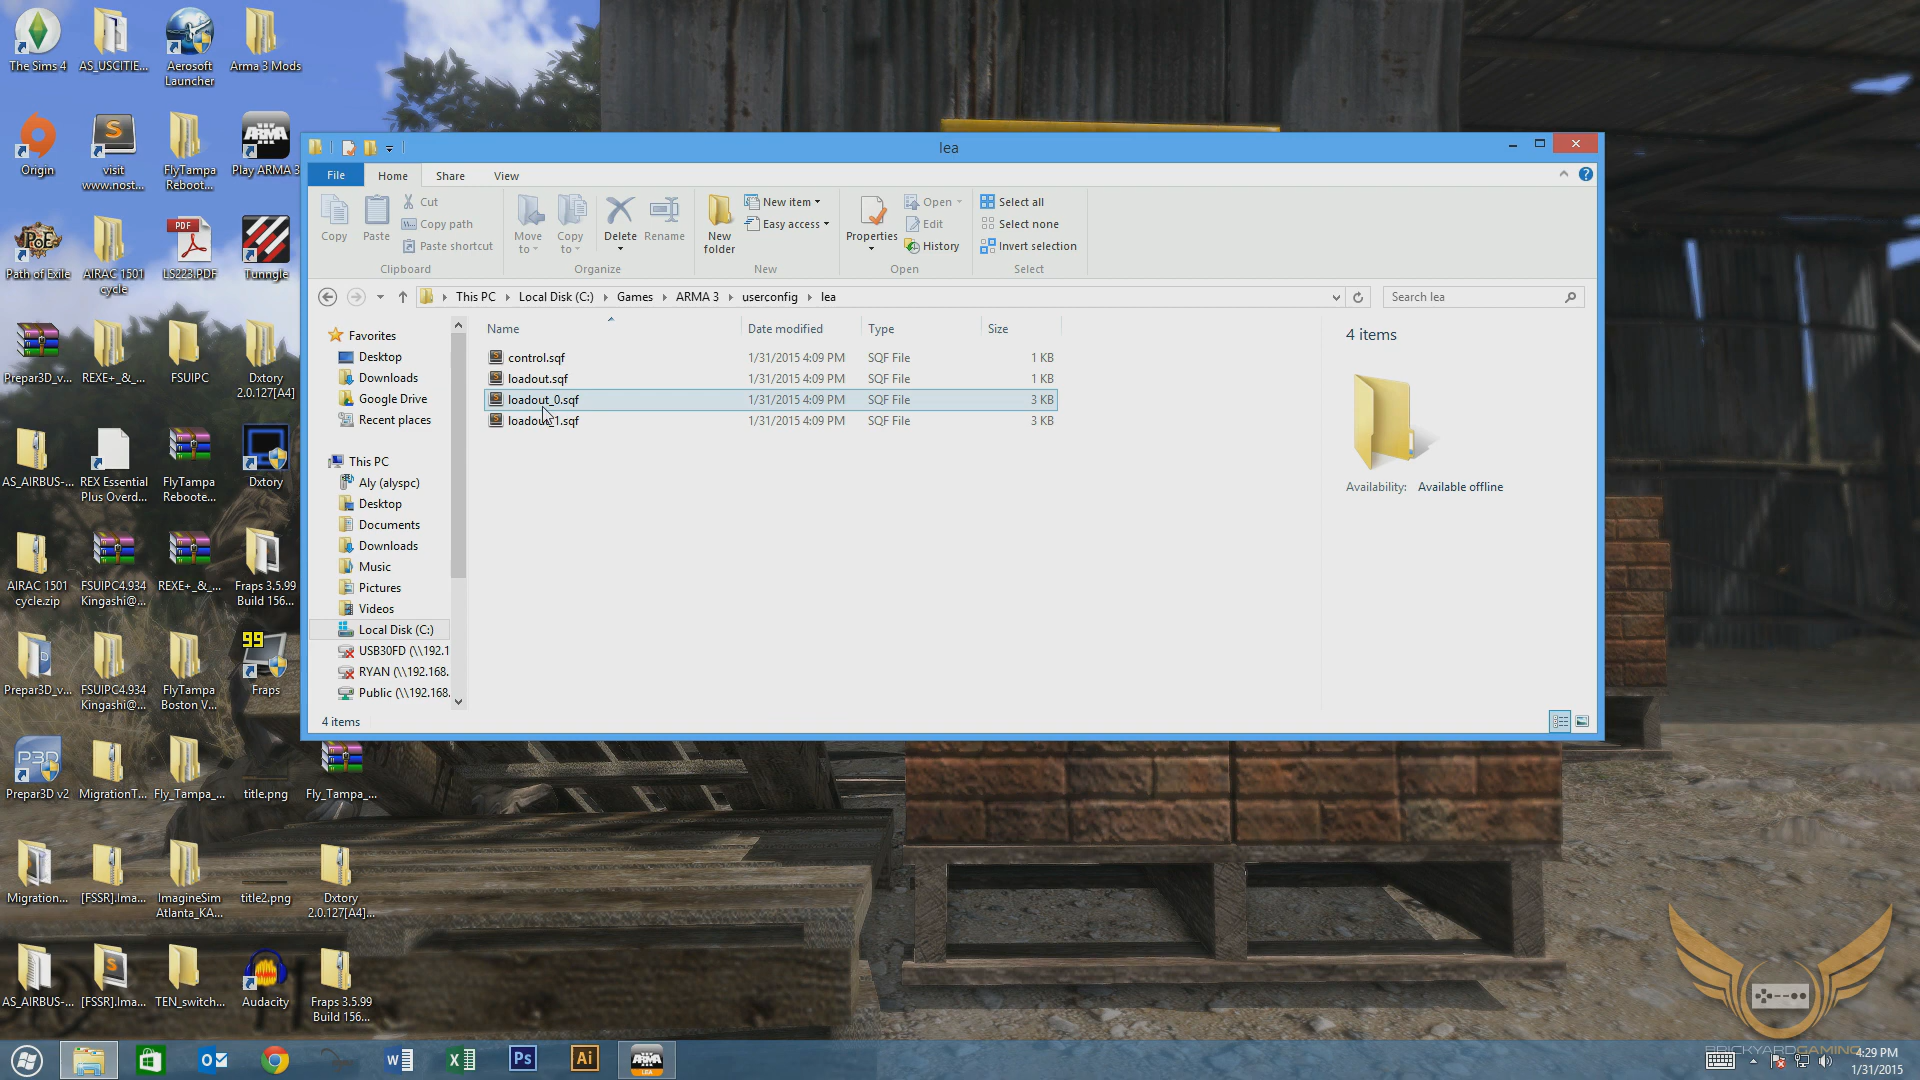 The Sims 4
AS_USCITIE...
Aerosoft Launcher
Arma 3 Mods
Origin
visit www.nost...
FlyTampa Reboot...
Play ARMA 3
Path of Exile
AIRAC 1501 cycle
LS223.PDF
Tunngle
Prepar3D_v...
REXE+_&_...
FSUIPC
Dxtory 2.0.127[A4]
AS_AIRBUS-...
REX Essential Plus Overd...
FlyTampa Reboote...
Dxtory
AIRAC 1501 cycle.zip
FSUIPC4.934 Kingashi@...
REXE+_&_...
Fraps 3.5.99 Build 156...
Prepar3D_v...
FSUIPC4.934 Kingashi@...
FlyTampa Boston V...
99
Fraps
P3D
Prepar3D v2
MigrationT...
Fly_Tampa_...
title.png
Fly_Tampa_...
Migration...
[FSSR].Ima...
ImagineSim Atlanta_KA...
title2.png
Dxtory 2.0.127[A4]...
AS_AIRBUS-...
[FSSR].Ima...
TEN_switch...
Audacity
Fraps 3.5.99 Build 156...
lea
File Home Share View
Copy
Paste
Cut
Copy path
Paste shortcut
Clipboard
Move to
Copy to
Delete
Rename
Organize
New folder
New item
Easy access
New
Properties
Open
Edit
History
Open
Select all
Select none
Invert selection
Select
This PC Local Disk (C:) Games ARMA 3 userconfig lea
Search lea
Favorites
Desktop
Downloads
Google Drive
Recent places
This PC
Aly (alyspc)
Desktop
Documents
Downloads
Music
Pictures
Videos
Local Disk (C:)
USB30FD (\\192.1
RYAN (\\192.168.
Public (\\192.168.
Name Date modified Type Size
control.sqf 1/31/2015 4:09 PM SQF File 1 KB
loadout.sqf 1/31/2015 4:09 PM SQF File 1 KB
loadout_0.sqf 1/31/2015 4:09 PM SQF File 3 KB
loadout_1.sqf 1/31/2015 4:09 PM SQF File 3 KB
4 items
Availability: Available offline
4 items
BRICKYARDGAMING
4:29 PM
1/31/2015